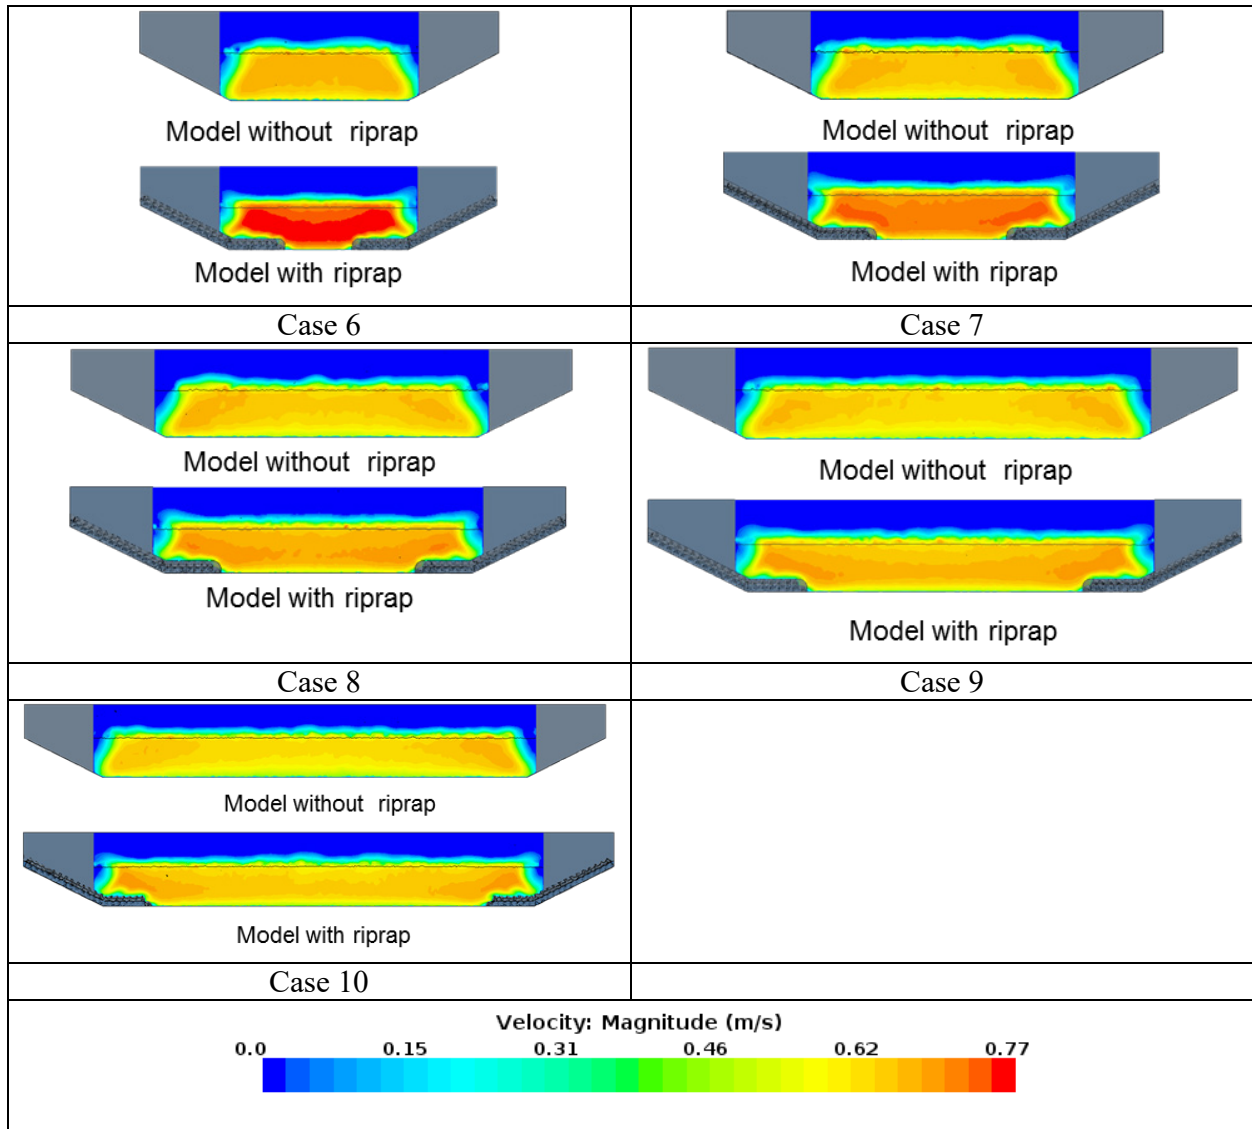 Model without riprap
Model without riprap
Model with riprap
Model with riprap
Case 6
Case 7
Model without riprap
Model without riprap
Model with riprap
Model with riprap
Case 8
Case 9
Model without riprap
Model with riprap
Case 10
Velocity: Magnitude (m/s)
0.0 0.15 0.31 0.46 0.62 0.77